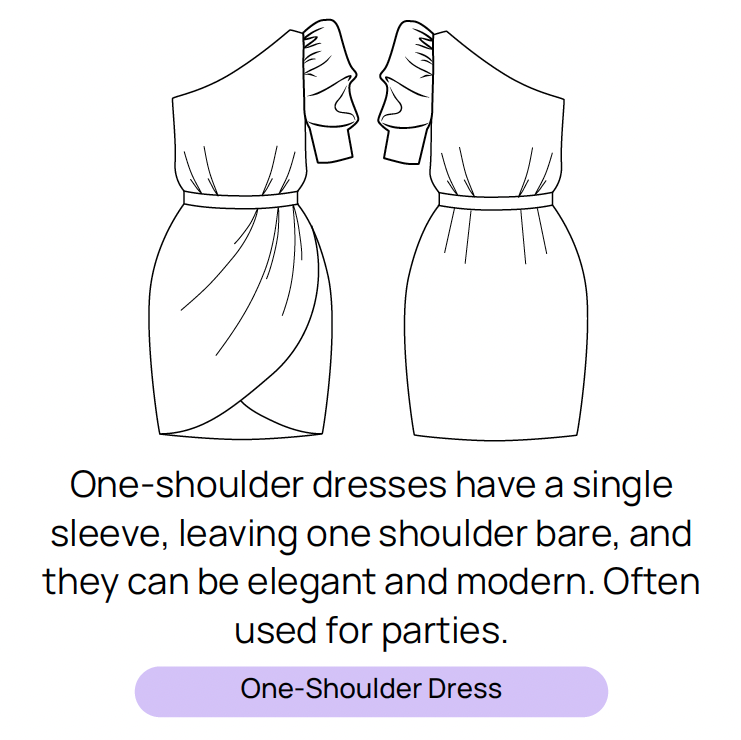 One-shoulder dresses have a single
sleeve, leaving one shoulder bare, and
they can be elegant and modern. Often
used for parties.
One-Shoulder Dress